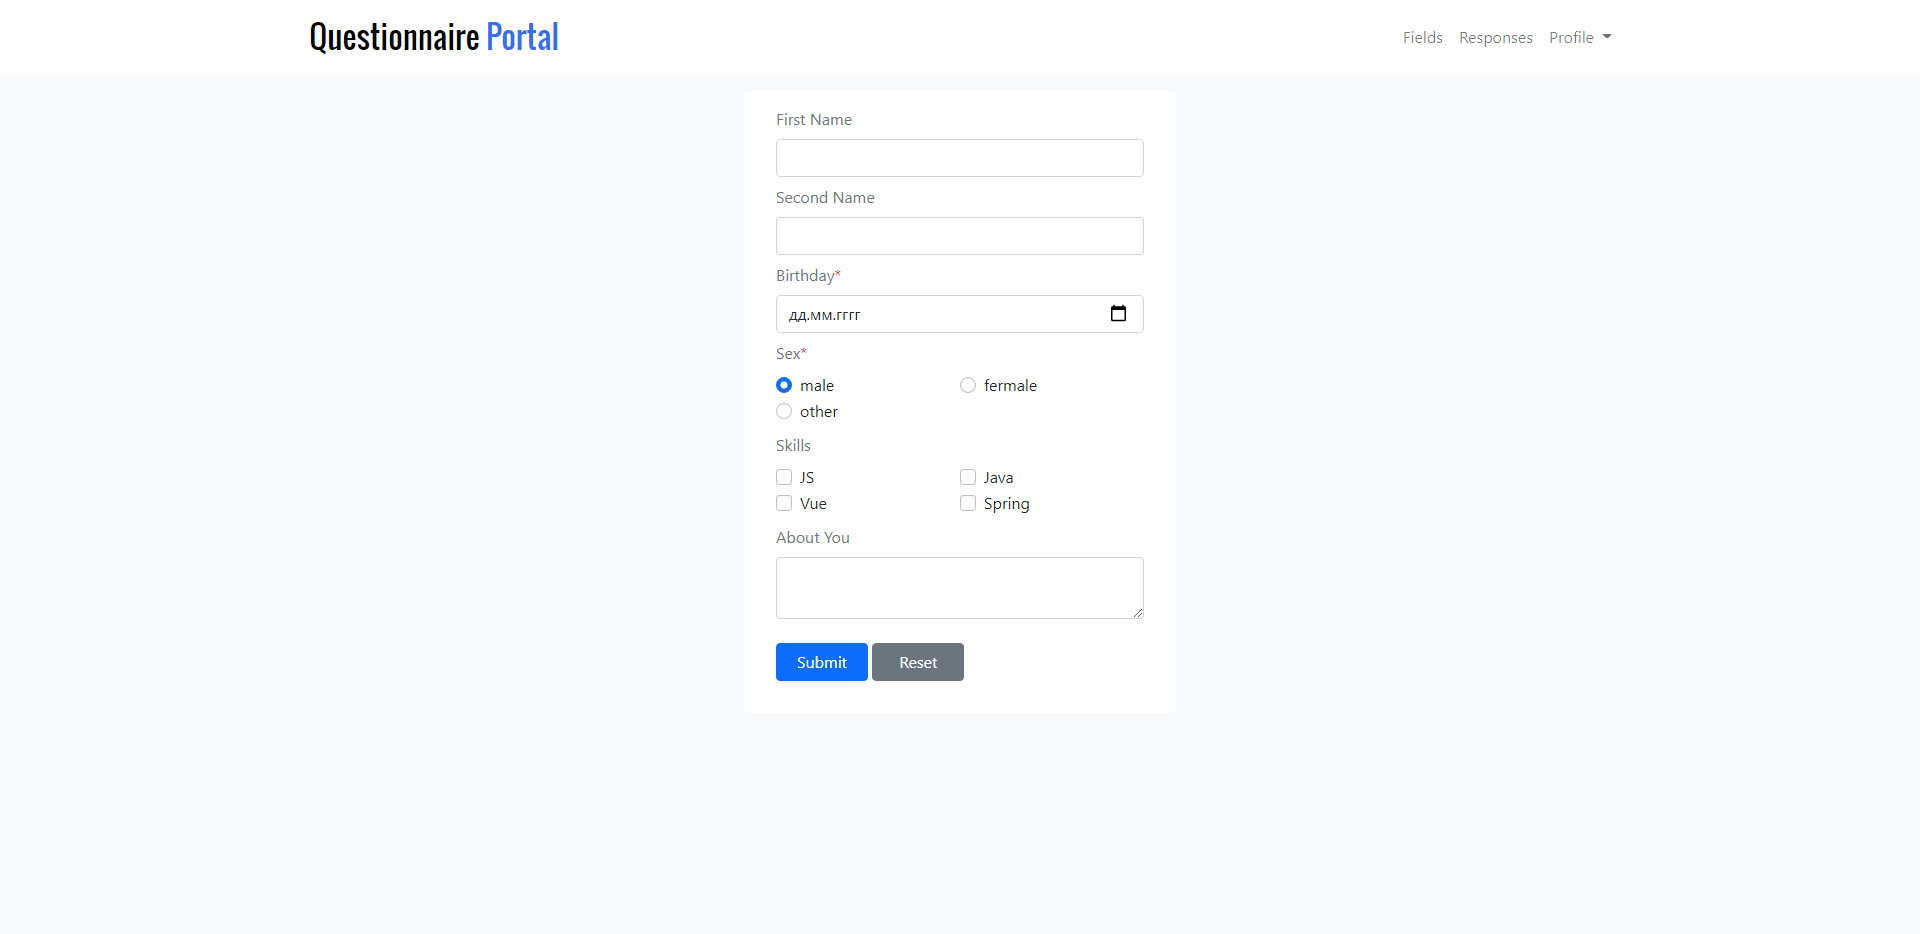 Questionnaire Portal
Fields Responses Profile
First Name
Second Name
Birthday*
дд.мм.гггг
Sex*
male fermale
other
Skills
JS Java
Vue Spring
About You
Submit Reset